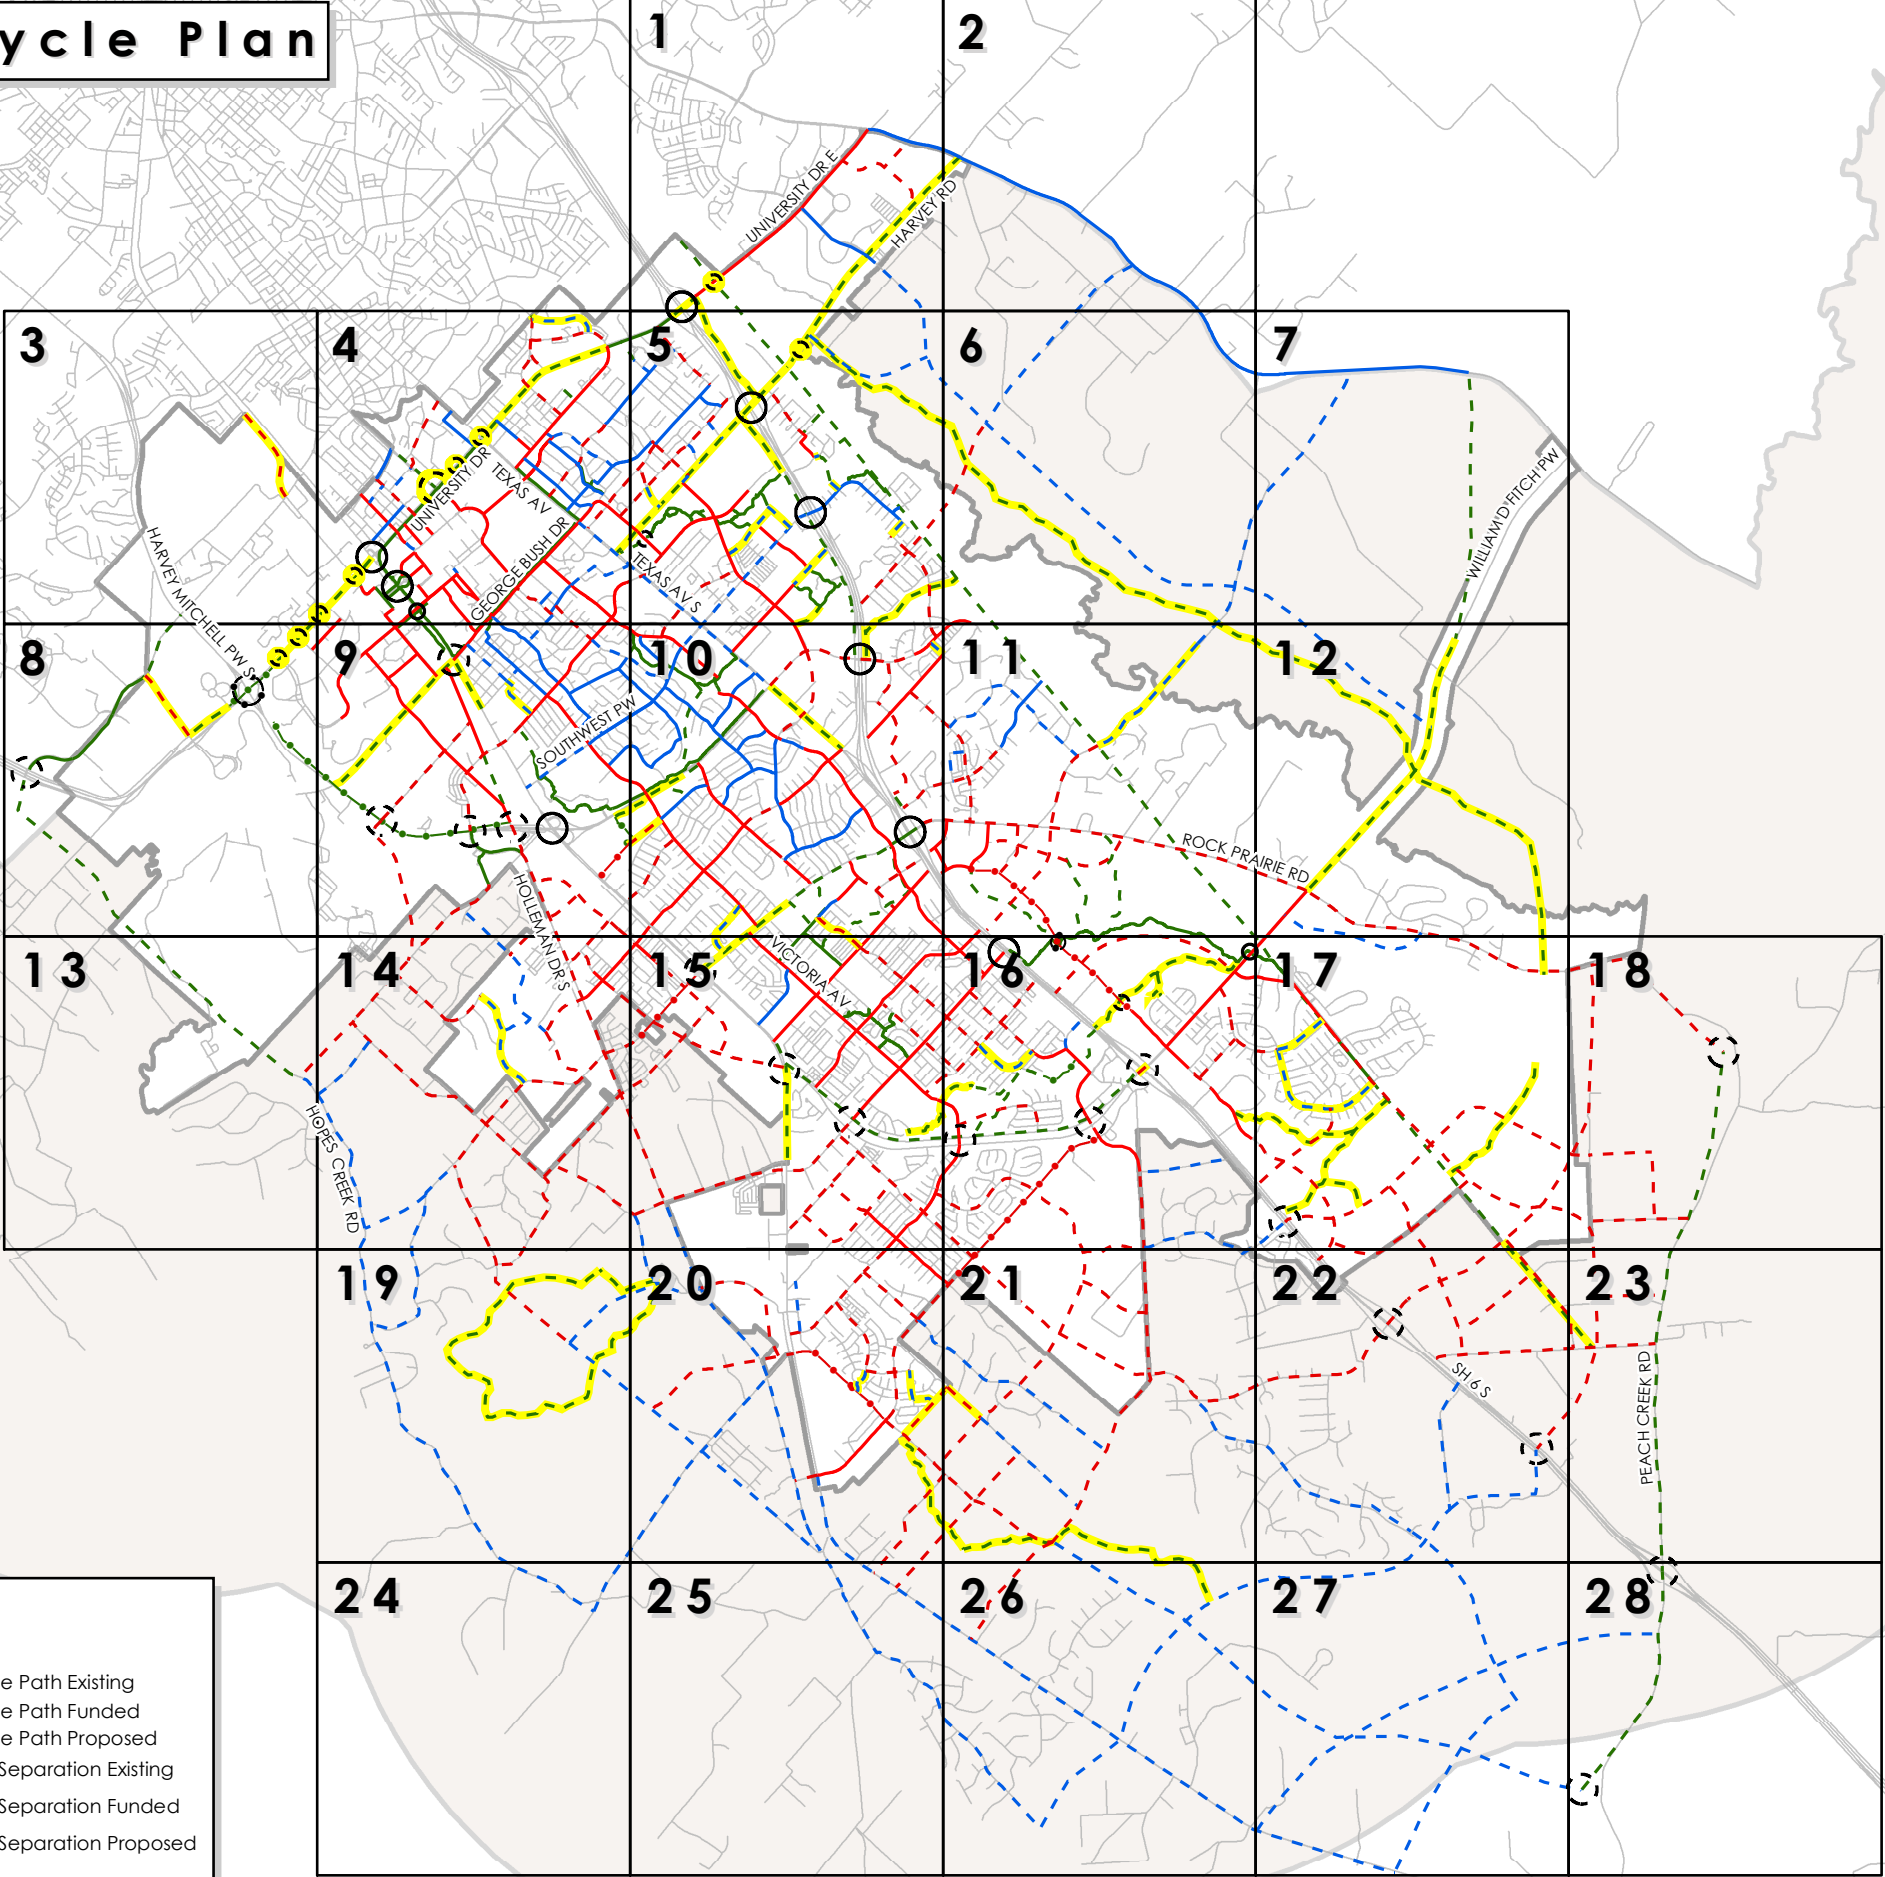 ycle Plan
1
2
UNIVERSITY DR E
HARVEY RD
3
4
5
6
7
UNIVERSITY DR
TEXAS AV
GEORGE BUSH DR
TEXAS AV S
HARVEY MITCHELL PW S
WILLIAM D FITCH PW
8
9
10
11
12
SOUTHWEST PW
ROCK PRAIRIE RD
HOLLEMAN DR S
13
14
15
16
17
18
VICTORIA AV
HOPES CREEK RD
19
20
21
22
23
SH 6 S
PEACH CREEK RD
24
25
26
27
28
e Path Existing
e Path Funded
e Path Proposed
Separation Existing
Separation Funded
Separation Proposed